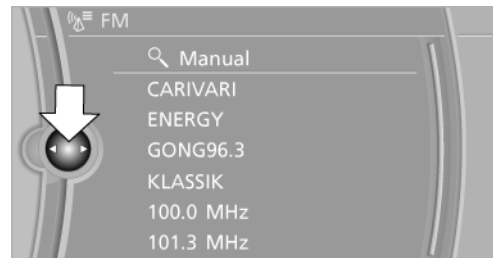 FM
Manual
CARIVARI
ENERGY
GONG96.3
KLASSIK
100.0 MHz
101.3 MHz